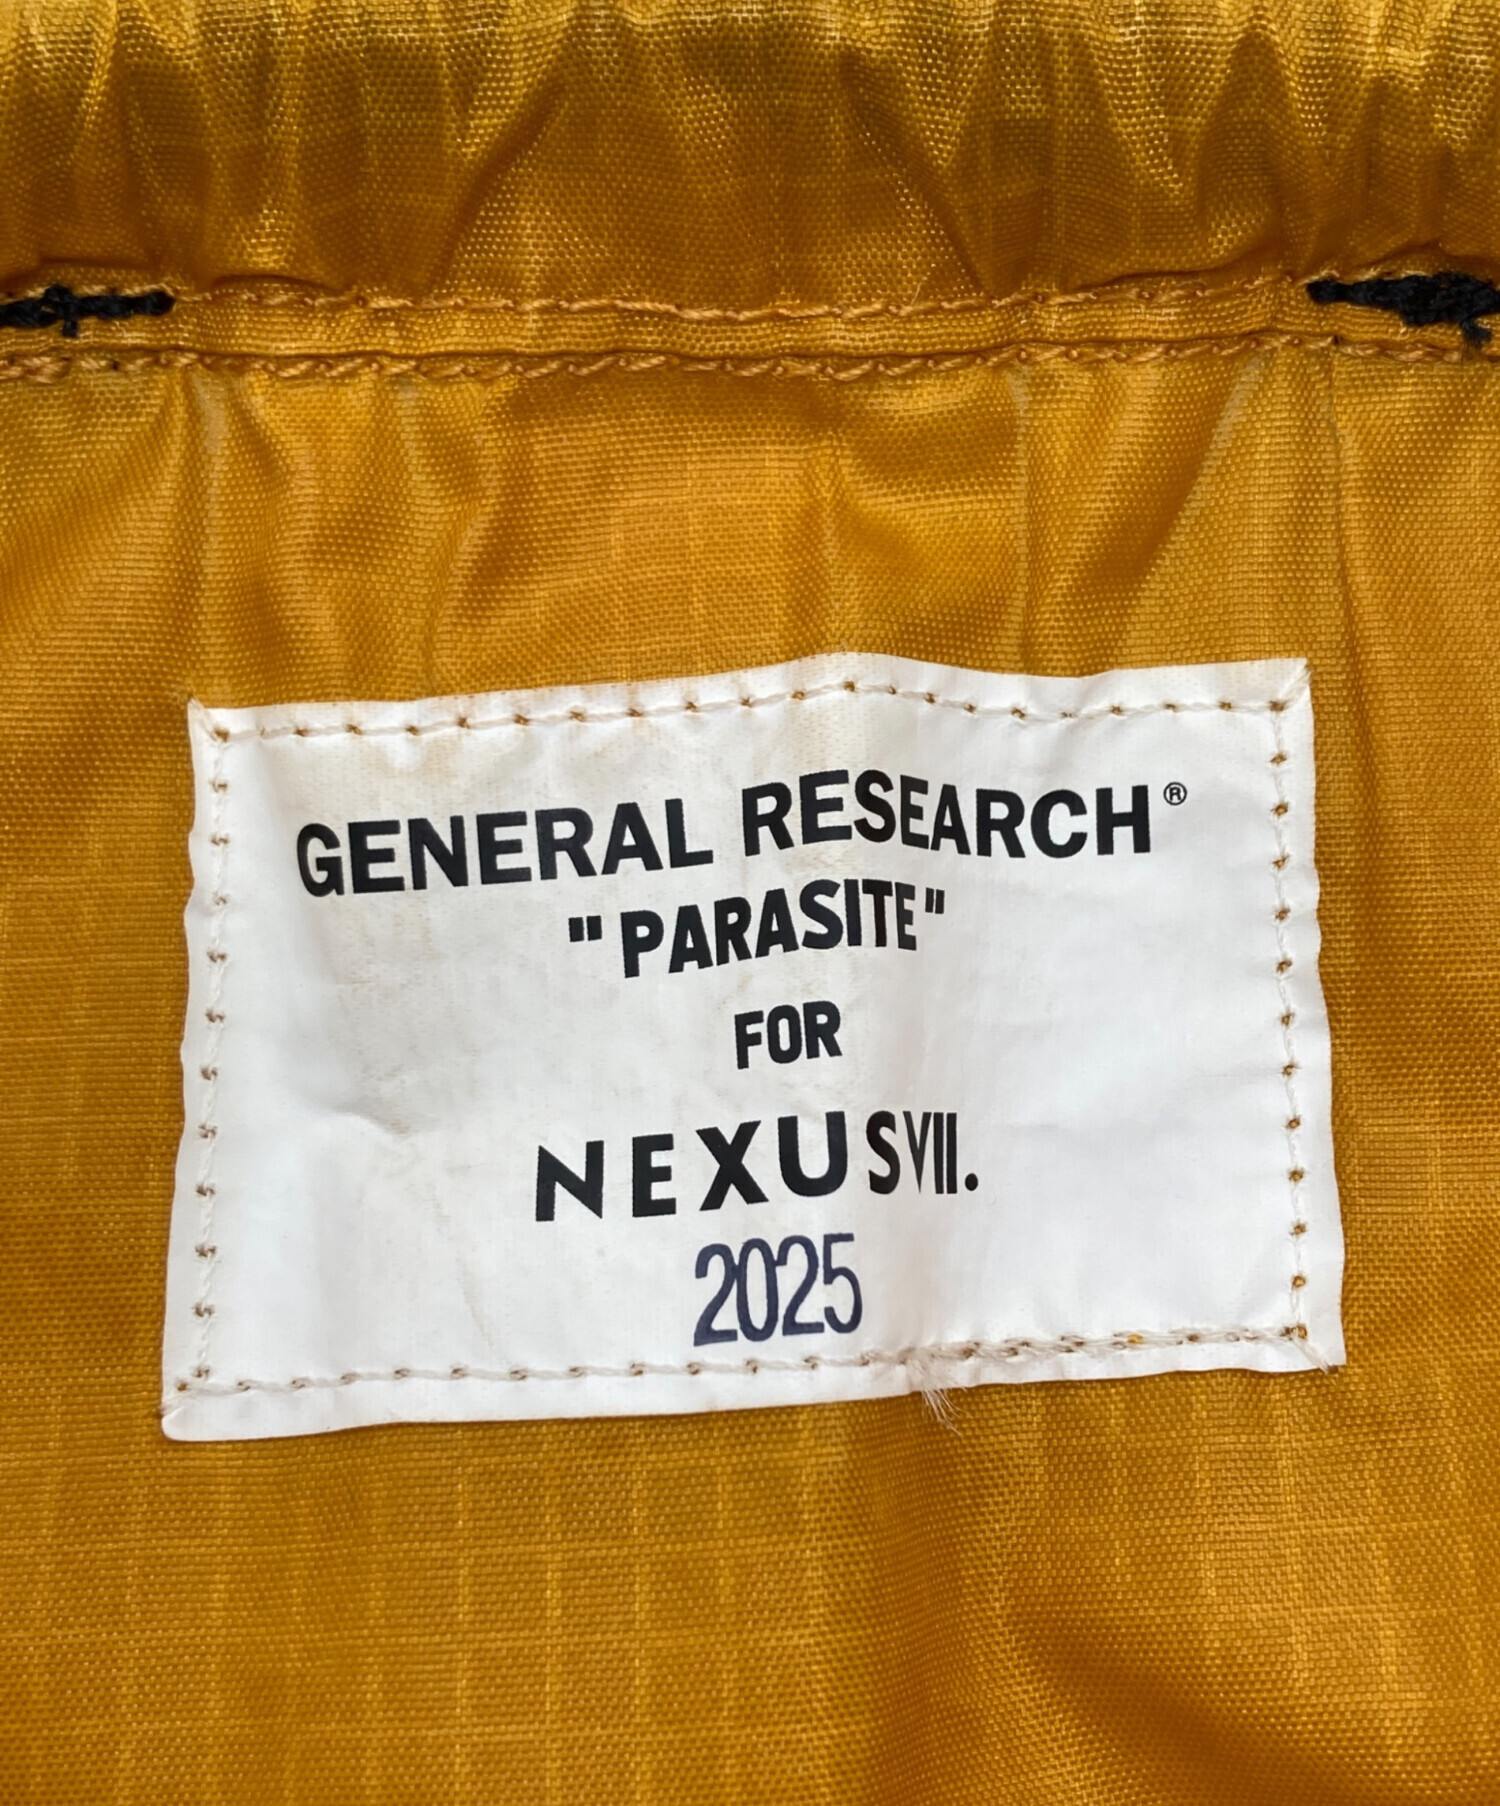 GENERAL RESEARCH®
"PARASITE"
FOR
NEXUSVII.
2025